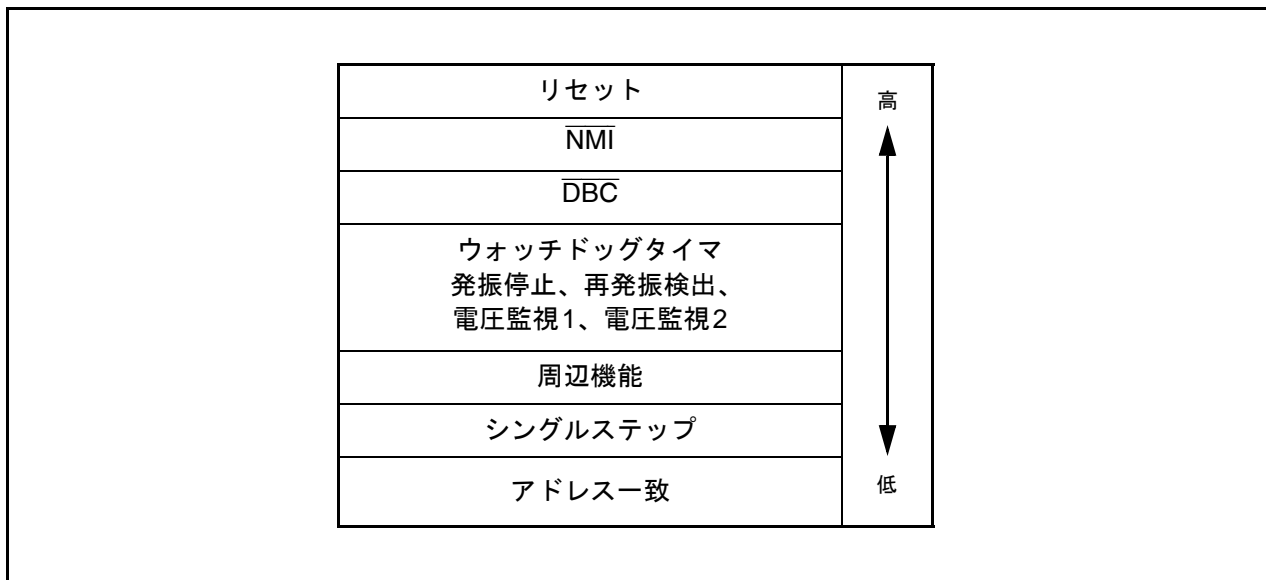 リセット
高
NMI
DBC
ウォッチドッグタイマ
発振停止、再発振検出、
電圧監視1、電圧監視2
周辺機能
シングルステップ
アドレス一致
低